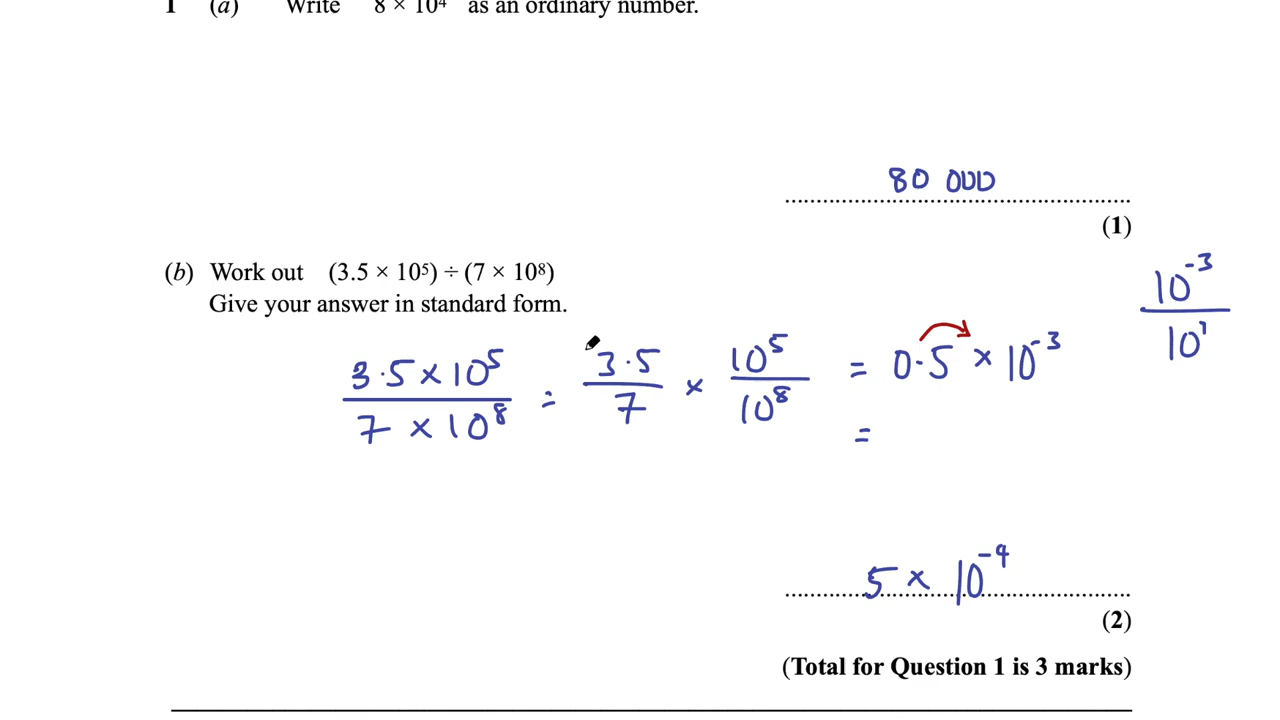 1 (a) Write 8 × 10⁴ as an ordinary number.
80 000
(1)
(b) Work out (3.5 × 10⁵) ÷ (7 × 10⁸)
Give your answer in standard form.
10⁻³ / 10¹
3.5 × 10⁵ / 7 × 10⁸ = 3.5 / 7 × 10⁵ / 10⁸ = 0.5 × 10⁻³
=
5 × 10⁻⁴
(2)
(Total for Question 1 is 3 marks)